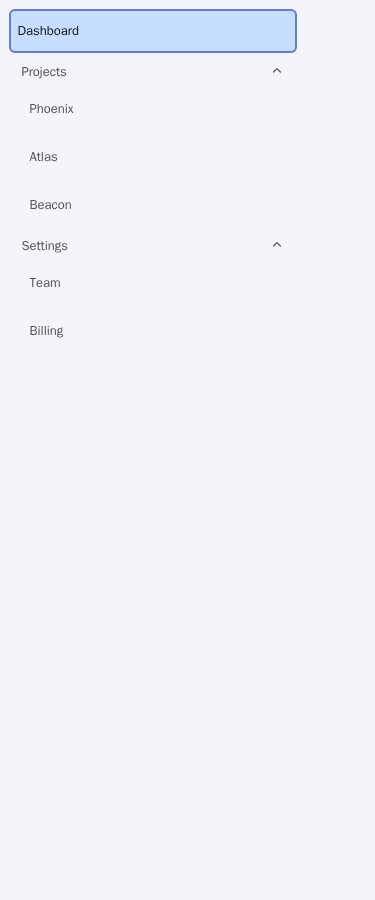 Dashboard
Projects
Phoenix
Atlas
Beacon
Settings
Team
Billing